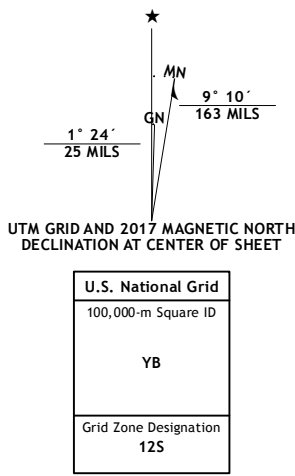 MN
GN
9° 10´
163 MILS
1° 24´
25 MILS
UTM GRID AND 2017 MAGNETIC NORTH
DECLINATION AT CENTER OF SHEET
U.S. National Grid
100,000-m Square ID
YB
Grid Zone Designation
12S